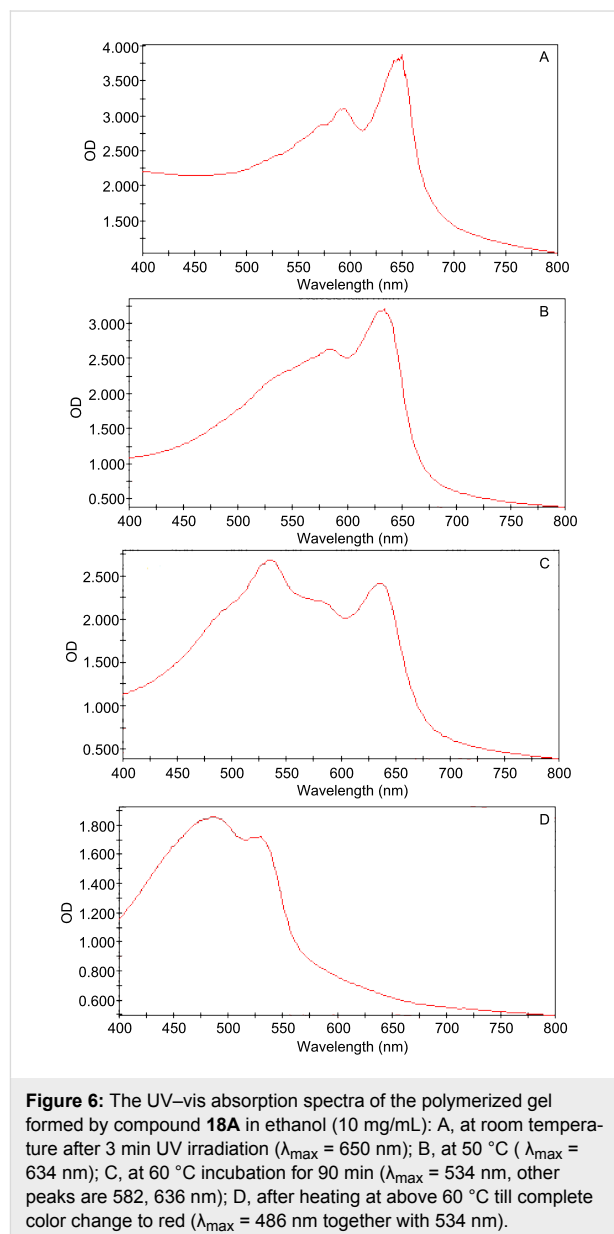 4.000
A
3.500
3.000
OD
2.500
2.000
1.500
400 450 500 550 600 650 700 750 800
Wavelength (nm)
B
3.000
2.500
2.000
OD
1.500
1.000
0.500
400 450 500 550 600 650 700 750 800
Wavelength (nm)
C
2.500
2.000
OD
1.500
1.000
0.500
400 450 500 550 600 650 700 750 800
Wavelength (nm)
D
1.800
1.600
1.400
OD
1.200
1.000
0.800
0.600
400 450 500 550 600 650 700 750 800
Wavelength (nm)
Figure 6: The UV–vis absorption spectra of the polymerized gel
formed by compound 18A in ethanol (10 mg/mL): A, at room tempera-
ture after 3 min UV irradiation (λmax = 650 nm); B, at 50 °C ( λmax =
634 nm); C, at 60 °C incubation for 90 min (λmax = 534 nm, other
peaks are 582, 636 nm); D, after heating at above 60 °C till complete
color change to red (λmax = 486 nm together with 534 nm).